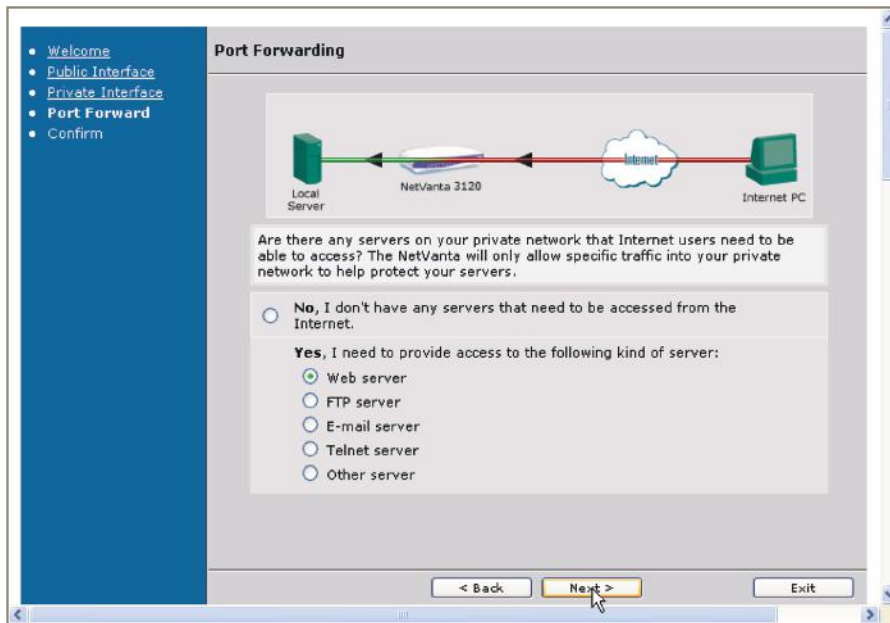 Welcome
Public Interface
Private Interface
Port Forward
Confirm
Port Forwarding
Local
Server
NetVanta 3120
Internet
Internet PC
Are there any servers on your private network that Internet users need to be
able to access? The NetVanta will only allow specific traffic into your private
network to help protect your servers.
No, I don't have any servers that need to be accessed from the
Internet.
Yes, I need to provide access to the following kind of server:
Web server
FTP server
E-mail server
Telnet server
Other server
< Back
Next >
Exit